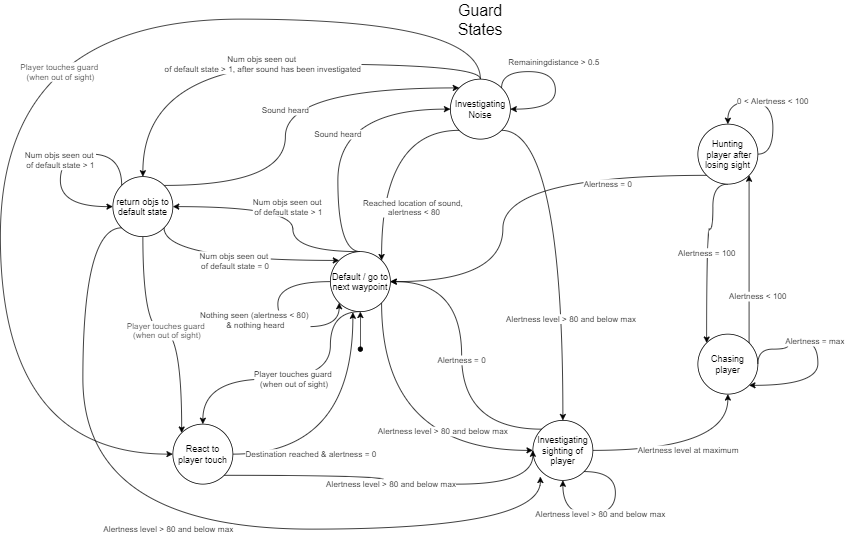 Guard
States
Player touches guard
(when out of sight)
Num objs seen out
of default state > 1, after sound has been investigated
Remainingdistance > 0.5
Sound heard
Investigating
Noise
0 < Alertness < 100
Sound heard
Hunting
player after
losing sight
Num objs seen out
of default state > 1
Alertness = 0
return objs to
default state
Num objs seen out
of default state > 1
Reached location of sound,
alertness < 80
Num objs seen out
of default state = 0
Alertness = 100
Default / go to
next waypoint
Alertness < 100
Nothing seen (alertness < 80)
& nothing heard
Alertness level > 80 and below max
Player touches guard
(when out of sight)
Alertness = max
Alertness = 0
Chasing
player
Player touches guard
(when out of sight)
Alertness level > 80 and below max
React to
player touch
Investigating
sighting of
player
Destination reached & alertness = 0
Alertness level at maximum
Alertness level > 80 and below max
Alertness level > 80 and below max
Alertness level > 80 and below max